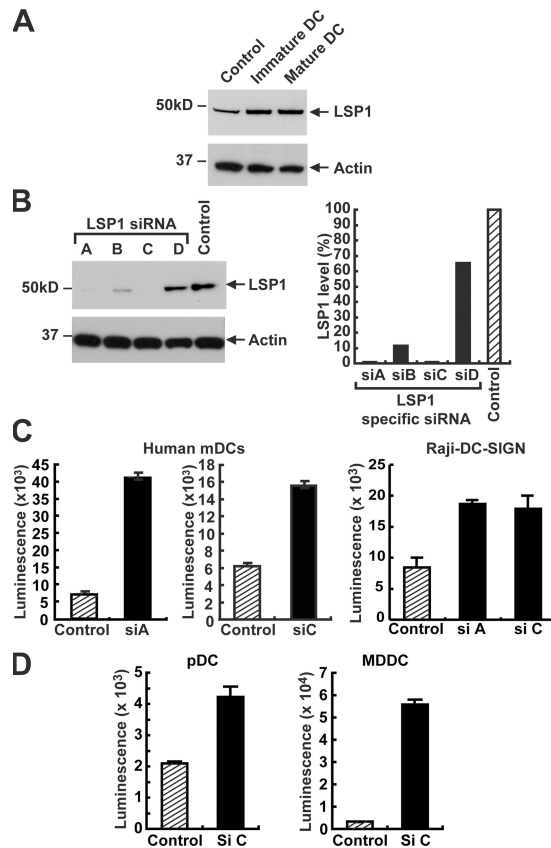 A
Control
Immature DC
Mature DC
50kD
LSP1
37
Actin
B
LSP1 siRNA
A B C D Control
50kD
LSP1
37
Actin
LSP1 level (%)
100
90
80
70
60
50
40
30
20
10
0
siA siB siC siD Control
LSP1
specific siRNA
C
Human mDCs
Luminescence (x10³)
45
40
35
30
25
20
15
10
5
0
Control siA
Luminescence (x10³)
18
16
14
12
10
8
6
4
2
0
Control siC
Raji-DC-SIGN
Luminescence (x 10³)
25
20
15
10
5
0
Control si A si C
D
pDC
Luminescence (x 10³)
5
4
3
2
1
0
Control Si C
MDDC
Luminescence (x 10⁴)
7
6
5
4
3
2
1
0
Control Si C